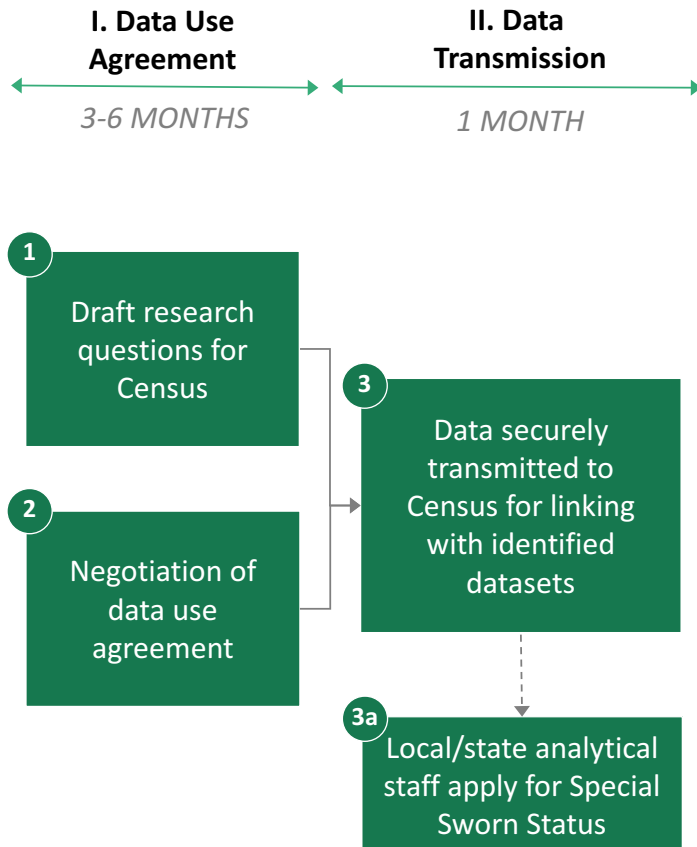 I. Data Use
Agreement
3-6 MONTHS
II. Data
Transmission
1 MONTH
1
Draft research
questions for
Census
2
Negotiation of
data use
agreement
3
Data securely
transmitted to
Census for linking
with identified
datasets
3a
Local/state analytical
staff apply for Special
Sworn Status